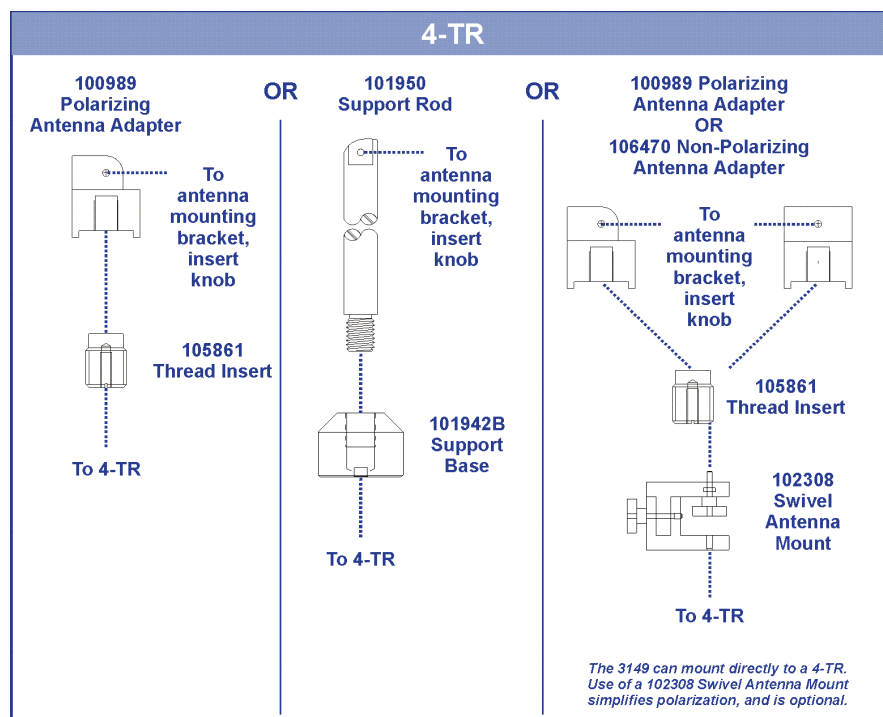 4-TR
100989
Polarizing
Antenna Adapter
To
antenna
mounting
bracket,
insert
knob
105861
Thread Insert
To 4-TR
OR
101950
Support Rod
To
antenna
mounting
bracket,
insert
knob
101942B
Support
Base
To 4-TR
OR
100989 Polarizing
Antenna Adapter
OR
106470 Non-Polarizing
Antenna Adapter
To
antenna
mounting
bracket,
insert
knob
105861
Thread Insert
102308
Swivel
Antenna
Mount
To 4-TR
The 3149 can mount directly to a 4-TR.
Use of a 102308 Swivel Antenna Mount
simplifies polarization, and is optional.